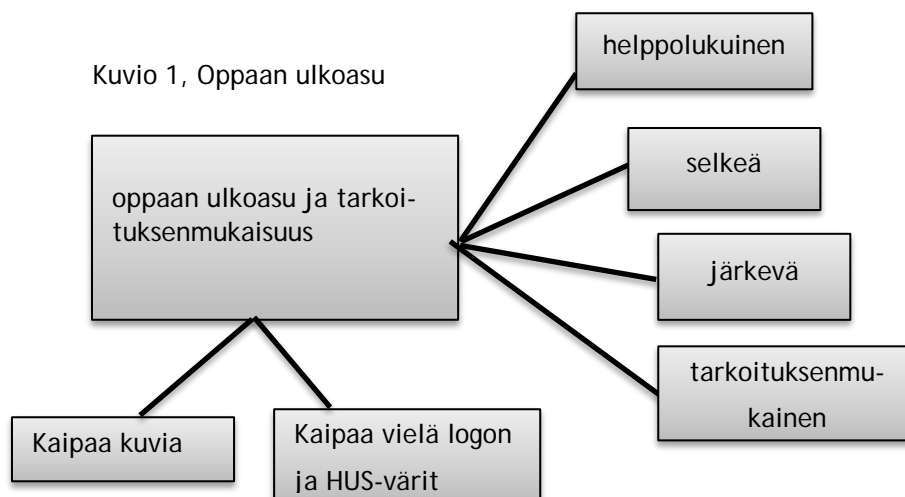 Kuvio 1, Oppaan ulkoasu
helppolukuinen
selkeä
oppaan ulkoasu ja tarkoi-
tuksenmukaisuus
järkevä
tarkoituksenmu-
kainen
Kaipaa kuvia
Kaipaa vielä logon
ja HUS-värit